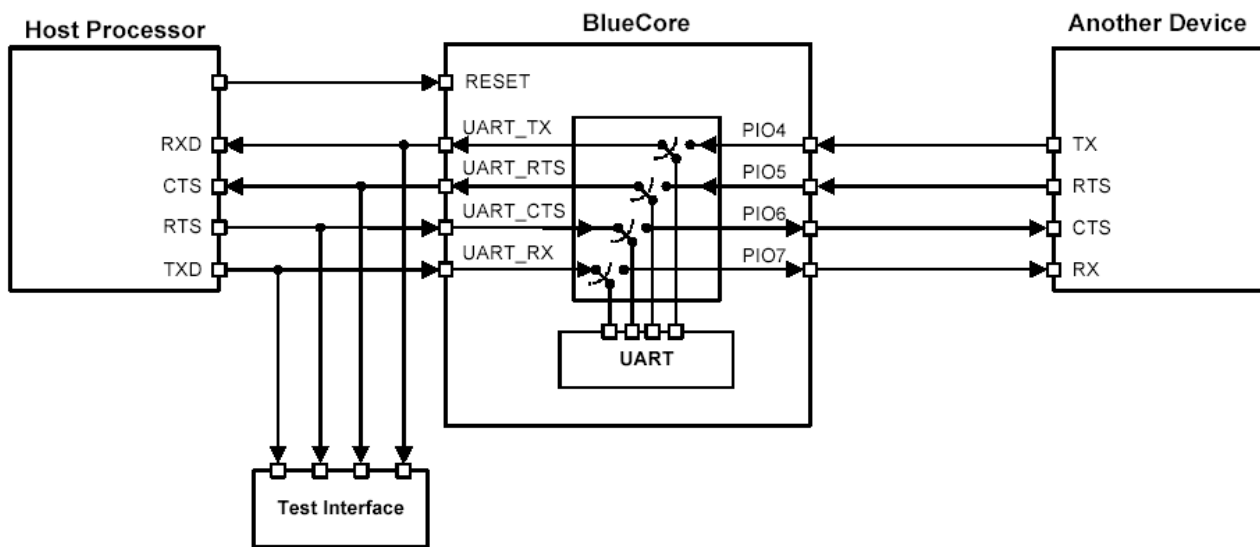 Host Processor
BlueCore
Another Device
RESET
RXD
UART_TX
PIO4
TX
CTS
UART_RTS
PIO5
RTS
RTS
UART_CTS
PIO6
CTS
TXD
UART_RX
PIO7
RX
UART
Test Interface